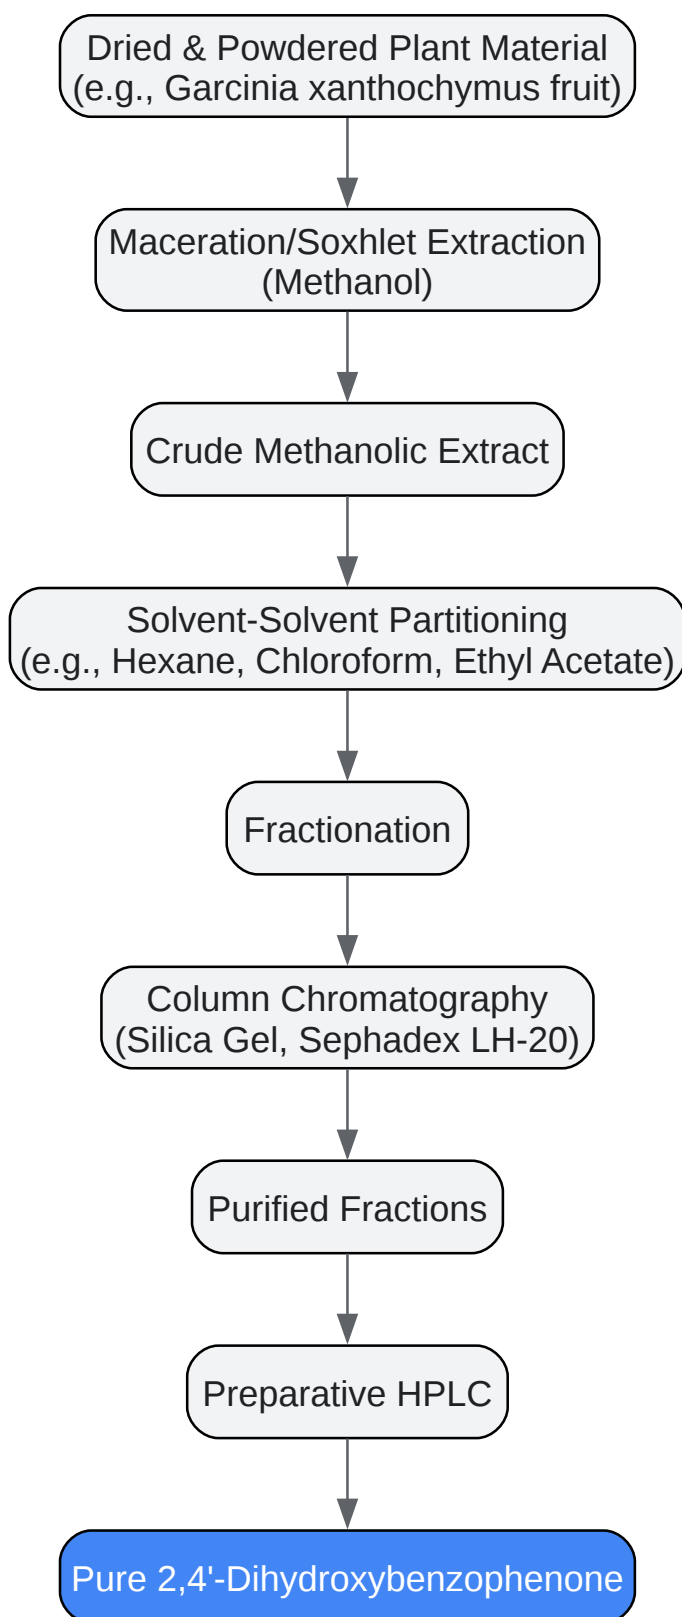 Dried & Powdered Plant Material
(e.g., Garcinia xanthochymus fruit)
Maceration/Soxhlet Extraction
(Methanol)
Crude Methanolic Extract
Solvent-Solvent Partitioning
(e.g., Hexane, Chloroform, Ethyl Acetate)
Fractionation
Column Chromatography
(Silica Gel, Sephadex LH-20)
Purified Fractions
Preparative HPLC
Pure 2,4'-Dihydroxybenzophenone